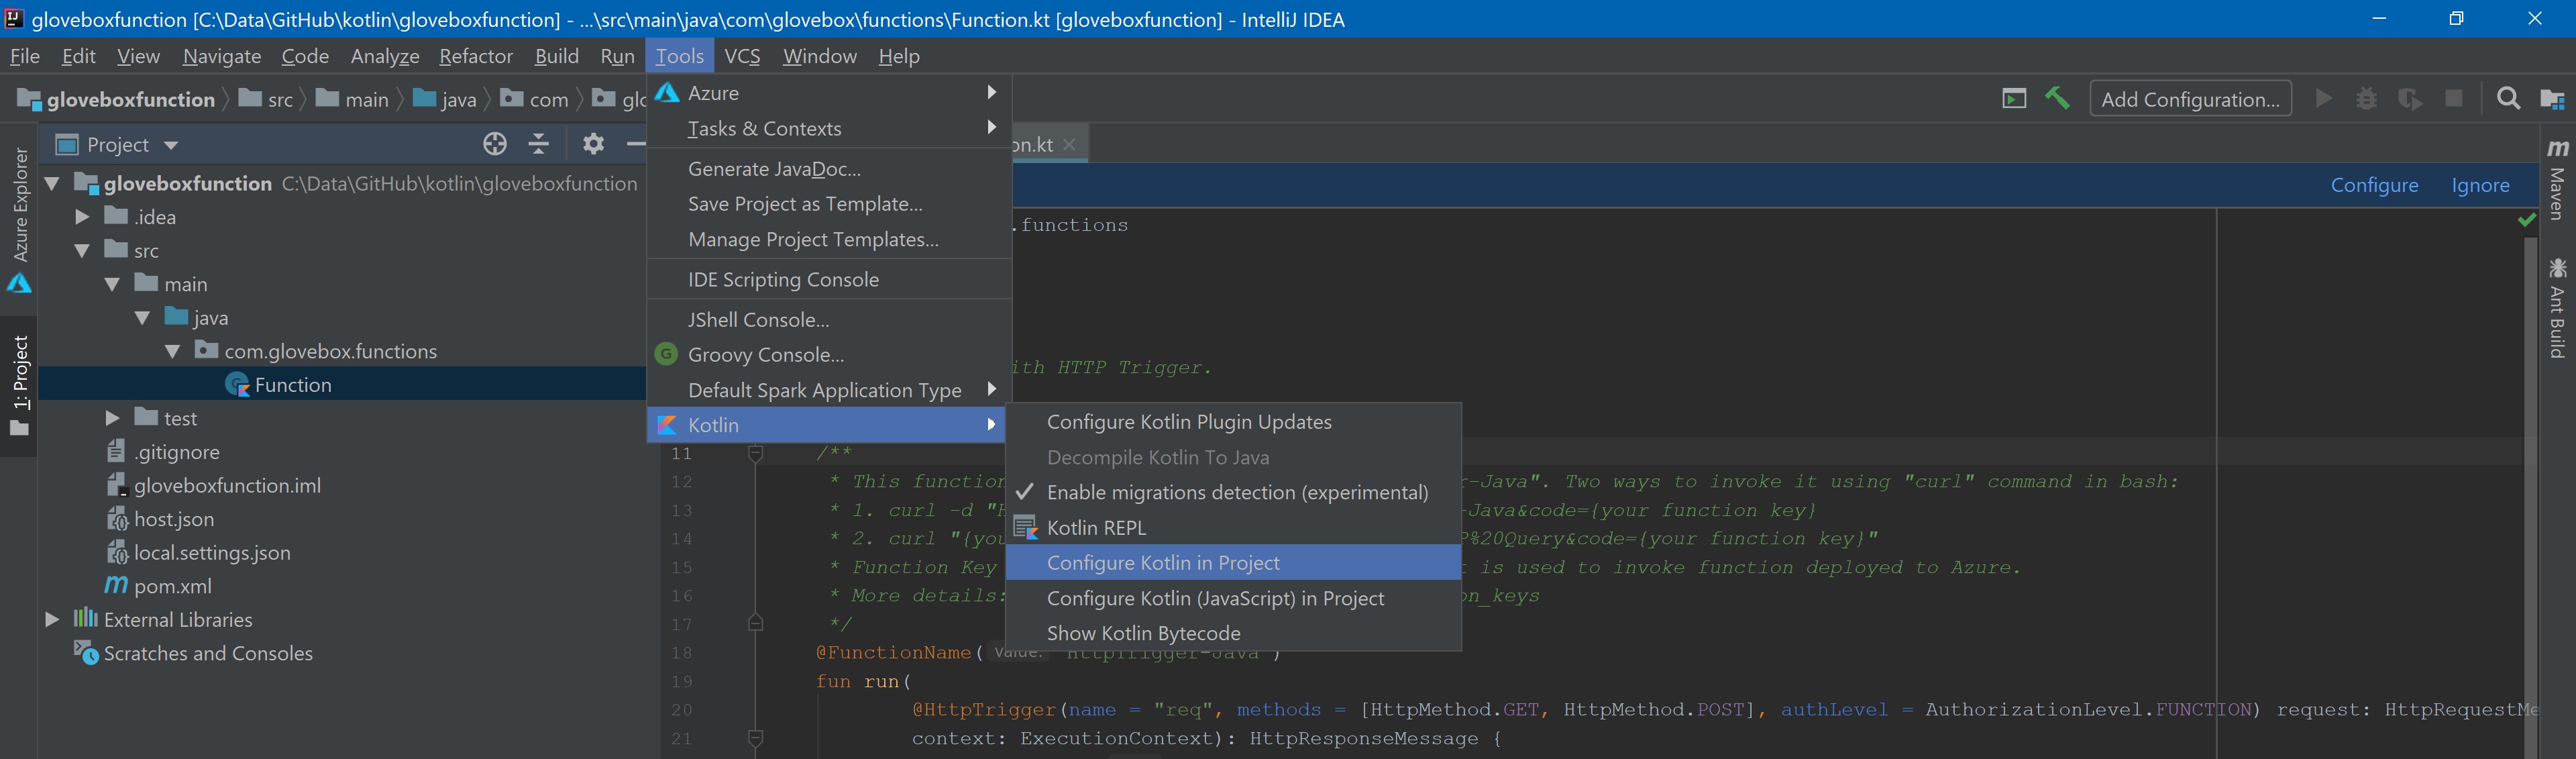 gloveboxfunction [C:\Data\GitHub\kotlin\gloveboxfunction] - ...\src\main\java\com\glovebox\functions\Function.kt [gloveboxfunction] - IntelliJ IDEA
File Edit View Navigate Code Analyze Refactor Build Run Tools VCS Window Help
gloveboxfunction src main java com glo
Add Configuration...
Project
Azure Explorer
1: Project
gloveboxfunction C:\Data\GitHub\kotlin\gloveboxfunction
.idea
src
main
java
com.glovebox.functions
Function
test
.gitignore
gloveboxfunction.iml
host.json
local.settings.json
pom.xml
External Libraries
Scratches and Consoles
Azure
Tasks & Contexts
Generate JavaDoc...
Save Project as Template...
Manage Project Templates...
IDE Scripting Console
JShell Console...
Groovy Console...
Default Spark Application Type
Kotlin
Configure Kotlin Plugin Updates
Decompile Kotlin To Java
Enable migrations detection (experimental)
Kotlin REPL
Configure Kotlin in Project
Configure Kotlin (JavaScript) in Project
Show Kotlin Bytecode
on.kt
Configure Ignore
.functions
ith HTTP Trigger.
11 /**
12 * This function r-Java". Two ways to invoke it using "curl" command in bash:
13 * 1. curl -d "H -Java&code={your function key}
14 * 2. curl "{you P%20Query&code={your function key}"
15 * Function Key t is used to invoke function deployed to Azure.
16 * More details: on_keys
17 */
18 @FunctionName( value: "HttpTrigger-Java")
19 fun run(
20 @HttpTrigger(name = "req", methods = [HttpMethod.GET, HttpMethod.POST], authLevel = AuthorizationLevel.FUNCTION) request: HttpRequestMe
21 context: ExecutionContext): HttpResponseMessage {
m Maven
Ant Build